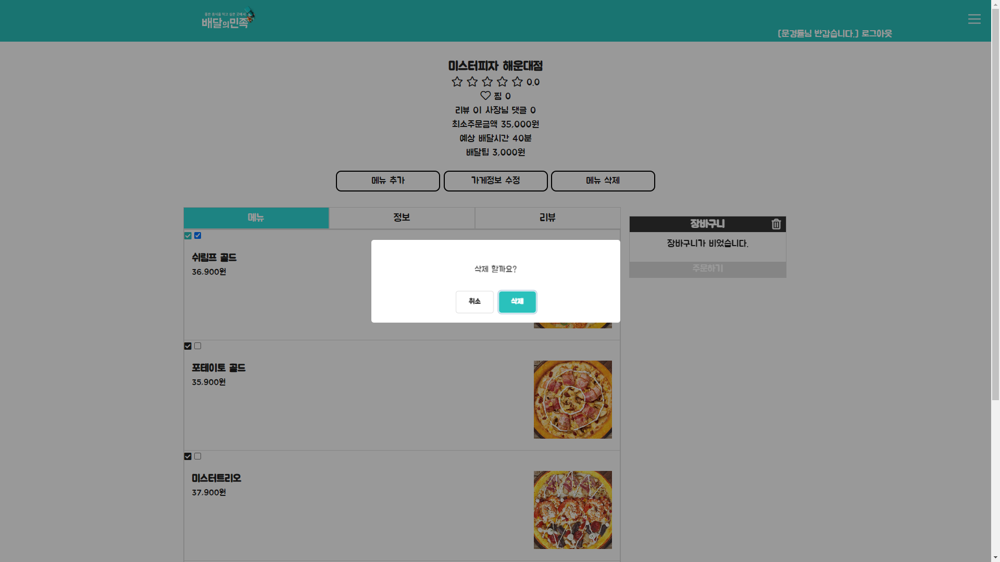 좋은 음식을 먹고 싶은 곳에서
배달의민족
(문경률님 반갑습니다.) 로그아웃
미스터피자 해운대점
0.0
찜 0
리뷰 0| 사장님 댓글 0
최소주문금액 35,000원
예상 배달시간 40분
배달팁 3,000원
메뉴 추가
가게정보 수정
메뉴 삭제
메뉴
정보
리뷰
장바구니
장바구니가 비었습니다.
주문하기
쉬림프 골드
36,900원
삭제 할까요?
취소
삭제
포테이토 골드
35,900원
미스터트리오
37,900원